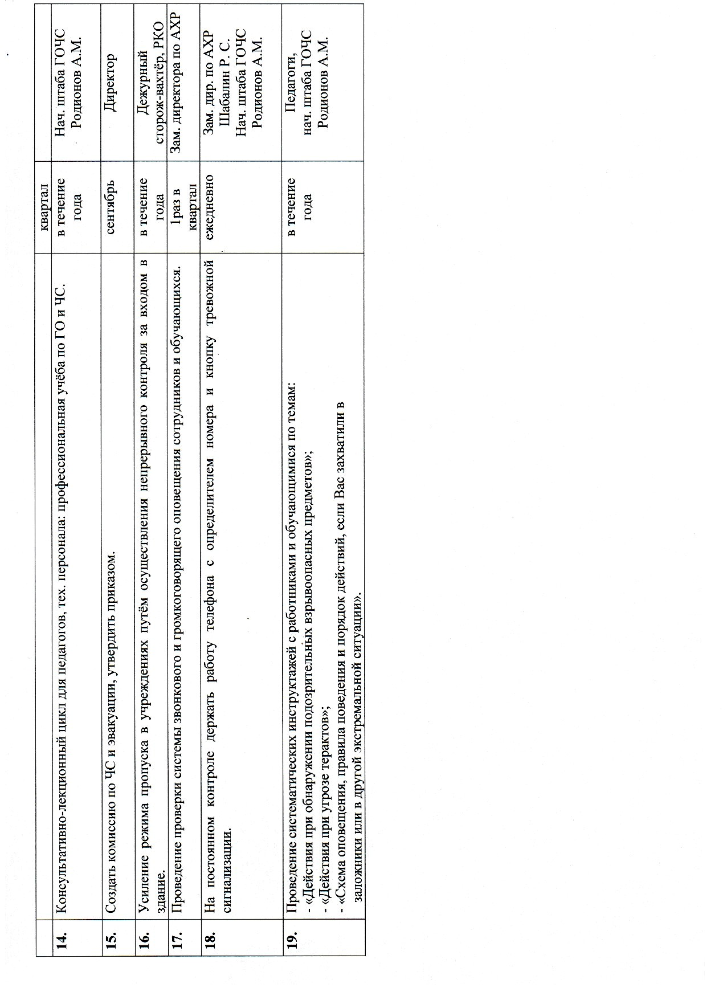 квартал
14. Консультативно-лекционный цикл для педагогов, тех. персонала: профессиональная учёба по ГО и ЧС.
в течение
года
Нач. штаба ГОЧС
Родионов А.М.
15. Создать комиссию по ЧС и эвакуации, утвердить приказом.
сентябрь
Директор
16. Усиление режима пропуска в учреждениях путём осуществления непрерывного контроля за входом в
здание.
в течение
года
Дежурный
сторож-вахтёр, РКО
17. Проведение проверки системы звонкового и громкоговорящего оповещения сотрудников и обучающихся.
1раз в
квартал
Зам. директора по АХР
18. На постоянном контроле держать работу телефона с определителем номера и кнопку тревожной
сигнализации.
ежедневно
Зам. дир. по АХР
Шабалин Р. С.
Нач. штаба ГОЧС
Родионов А.М.
19. Проведение систематических инструктажей с работниками и обучающимися по темам:
- «Действия при обнаружении подозрительных взрывоопасных предметов»;
- «Действия при угрозе терактов»;
- «Схема оповещения, правила поведения и порядок действий, если Вас захватили в
заложники или в другой экстремальной ситуации».
в течение
года
Педагоги,
нач. штаба ГОЧС
Родионов А.М.